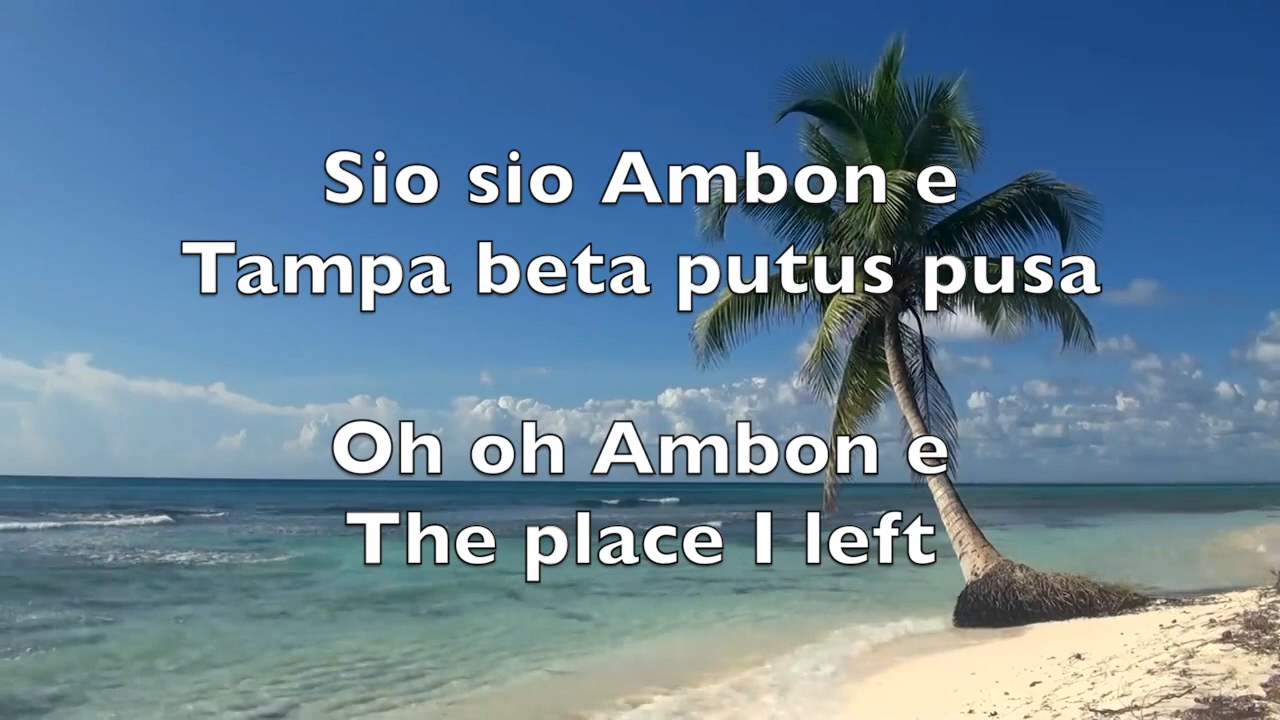 Sio sio Ambon e
Tampa beta putus pusa
Oh oh Ambon e
The place I left